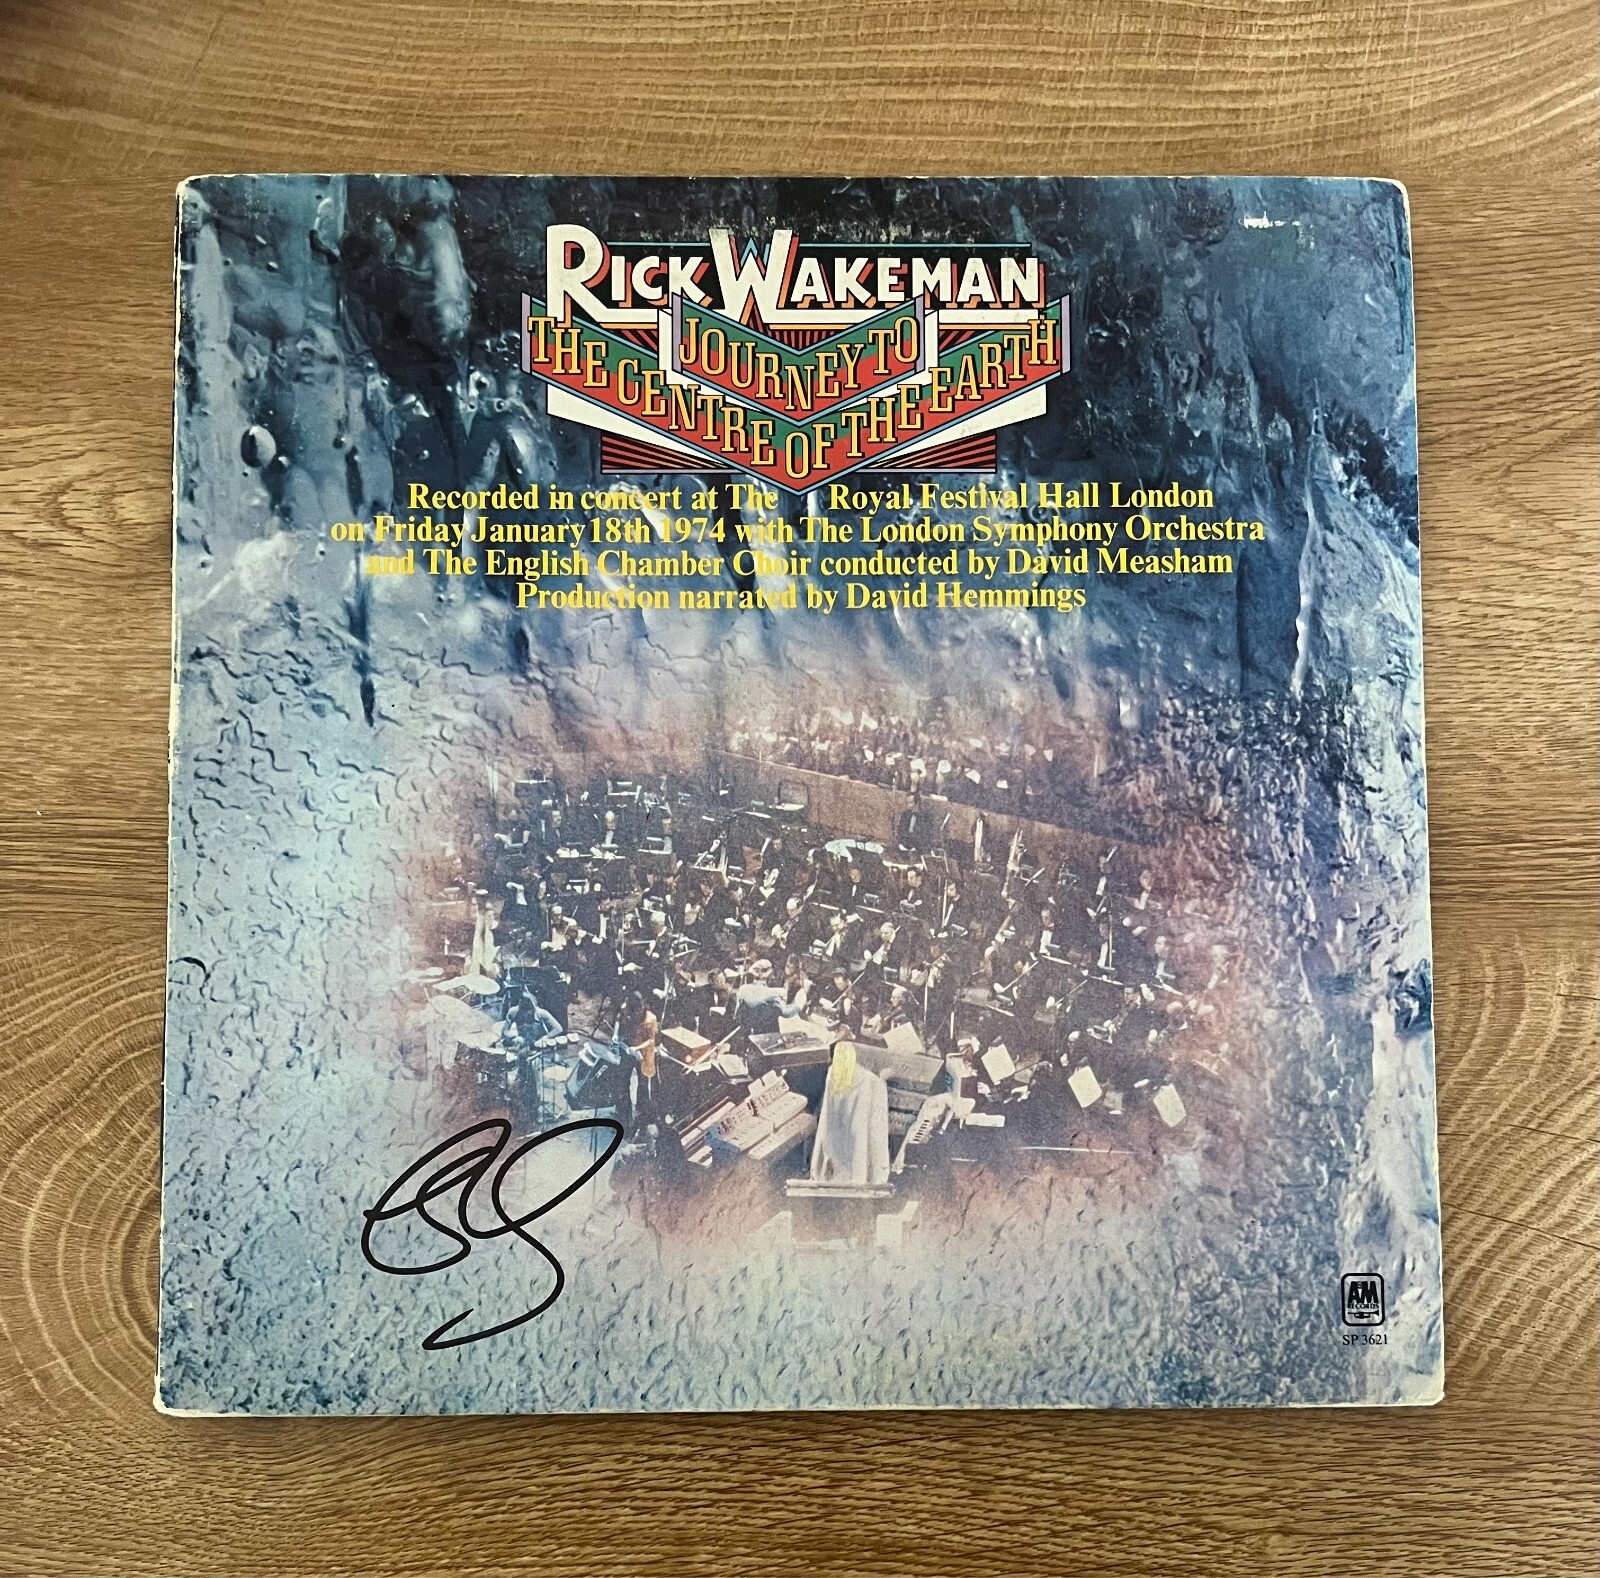 RICK WAKEMAN
JOURNEY TO
THE CENTRE OF THE EARTH
Recorded in concert at The Royal Festival Hall London
on Friday January 18th 1974 with The London Symphony Orchestra
and The English Chamber Choir conducted by David Measham
Production narrated by David Hemmings
A&M
RECORDS
SP 3621